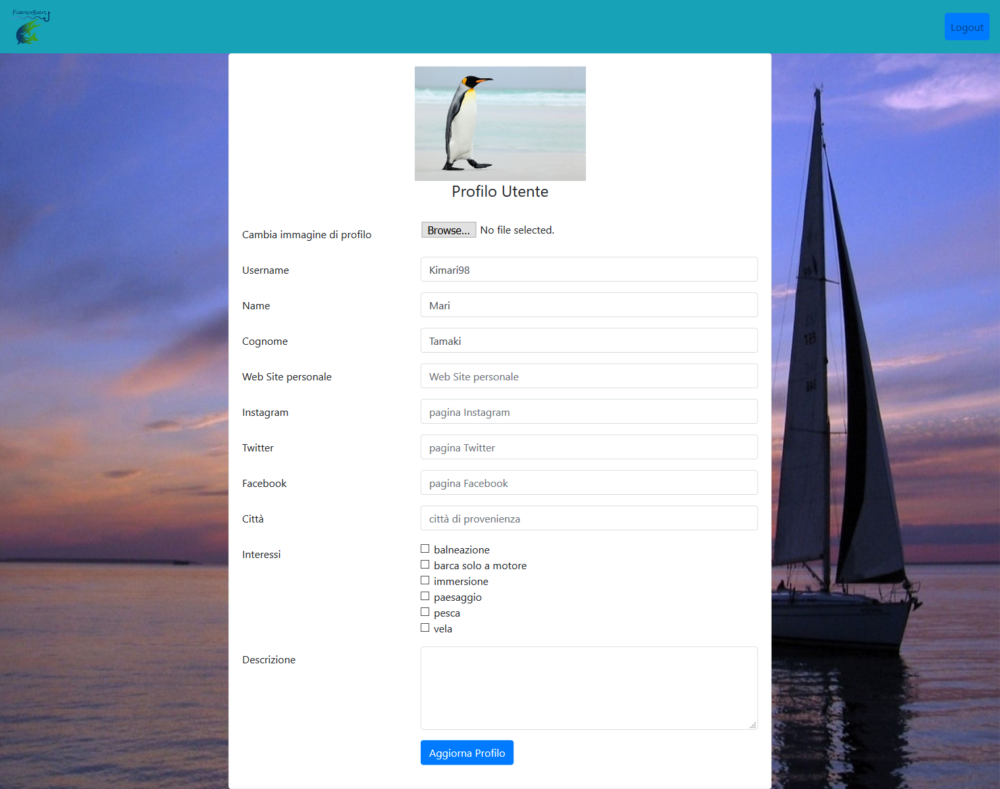 FloatingBoats
Logout
Profilo Utente
Cambia immagine di profilo
Browse... No file selected.
Username
Kimari98
Name
Mari
Cognome
Tamaki
Web Site personale
Web Site personale
Instagram
pagina Instagram
Twitter
pagina Twitter
Facebook
pagina Facebook
Città
città di provenienza
Interessi
balneazione
barca solo a motore
immersione
paesaggio
pesca
vela
Descrizione
Aggiorna Profilo